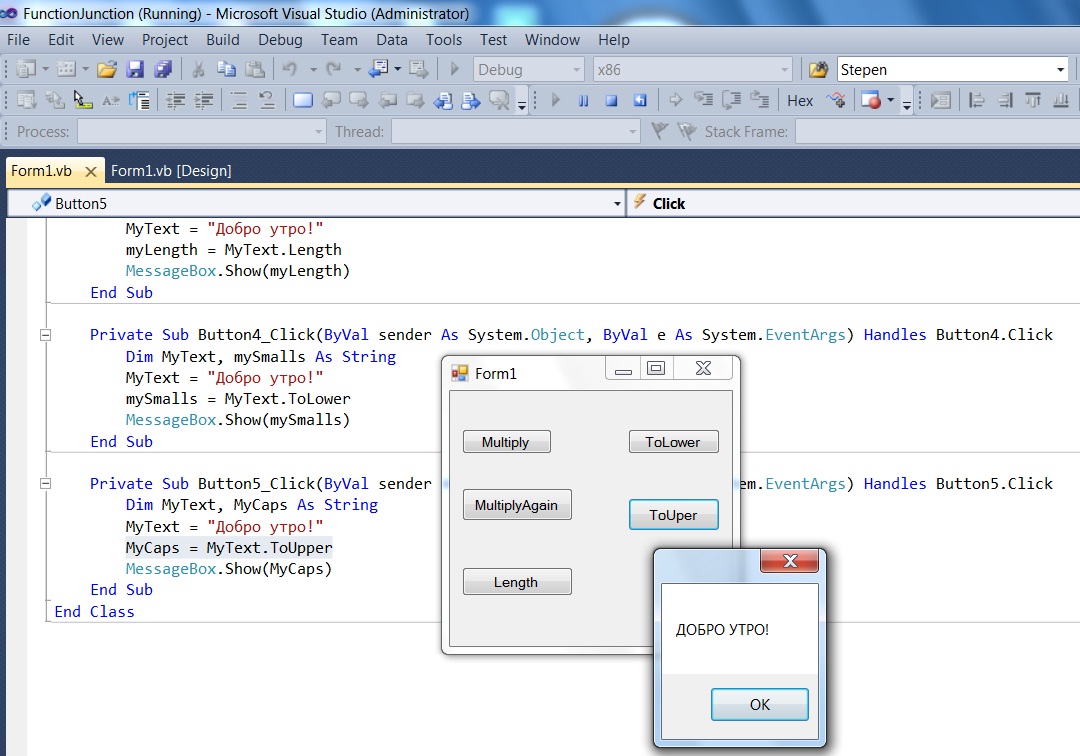 FunctionJunction (Running) - Microsoft Visual Studio (Administrator)
File Edit View Project Build Debug Team Data Tools Test Window Help
Debug x86 Stepen
Hex
Process: Thread: Stack Frame:
Form1.vb Form1.vb [Design]
Button5 Click
MyText = "Добро утро!"
myLength = MyText.Length
MessageBox.Show(myLength)
End Sub
Private Sub Button4_Click(ByVal sender As System.Object, ByVal e As System.EventArgs) Handles Button4.Click
Dim MyText, mySmalls As String
MyText = "Добро утро!"
mySmalls = MyText.ToLower
MessageBox.Show(mySmalls)
End Sub
Private Sub Button5_Click(ByVal sender em.EventArgs) Handles Button5.Click
Dim MyText, MyCaps As String
MyText = "Добро утро!"
MyCaps = MyText.ToUpper
MessageBox.Show(MyCaps)
End Sub
End Class
Form1
Multiply ToLower
MultiplyAgain ToUper
Length
ДОБРО УТРО!
OK